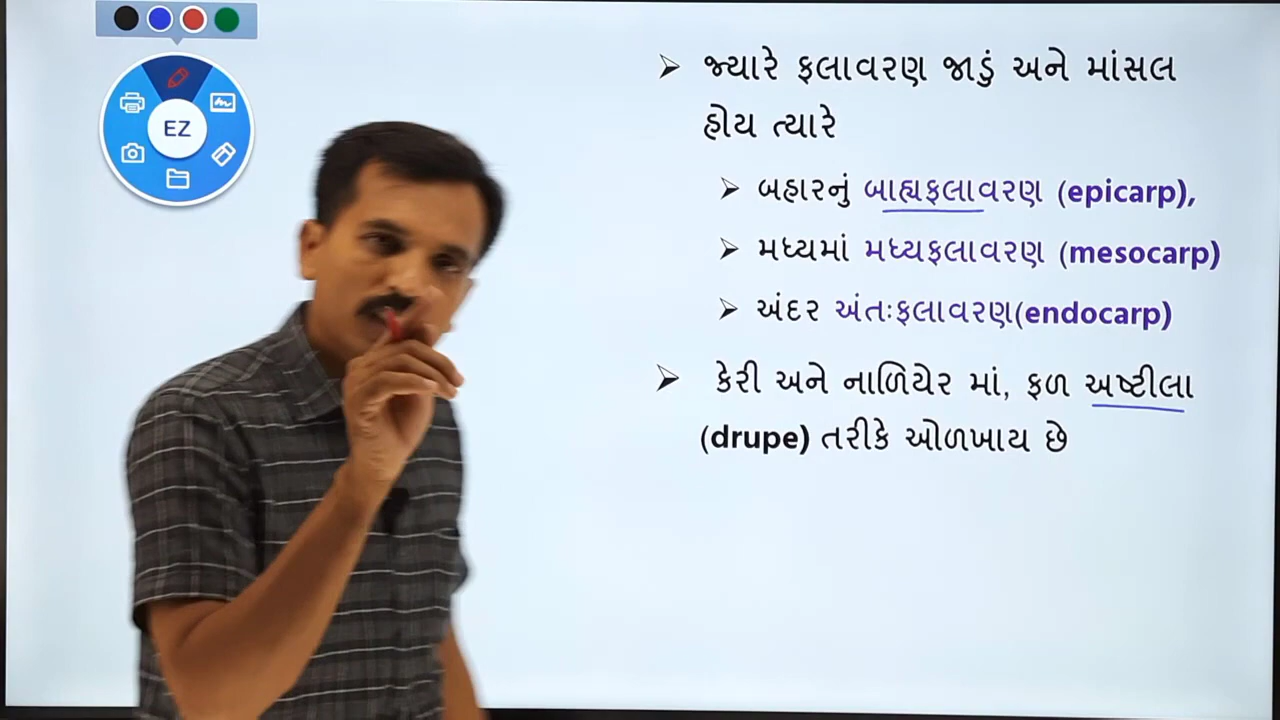 EZ
જ્યારે ફલાવરણ જાડું અને માંસલ
હોય ત્યારે
બહારનું બાહ્યફલાવરણ (epicarp),
મધ્યમાં મધ્યફલાવરણ (mesocarp)
અંદર અંતઃફલાવરણ(endocarp)
કેરી અને નાળિયેર માં, ફળ અષ્ટીલા
(drupe) તરીકે ઓળખાય છે